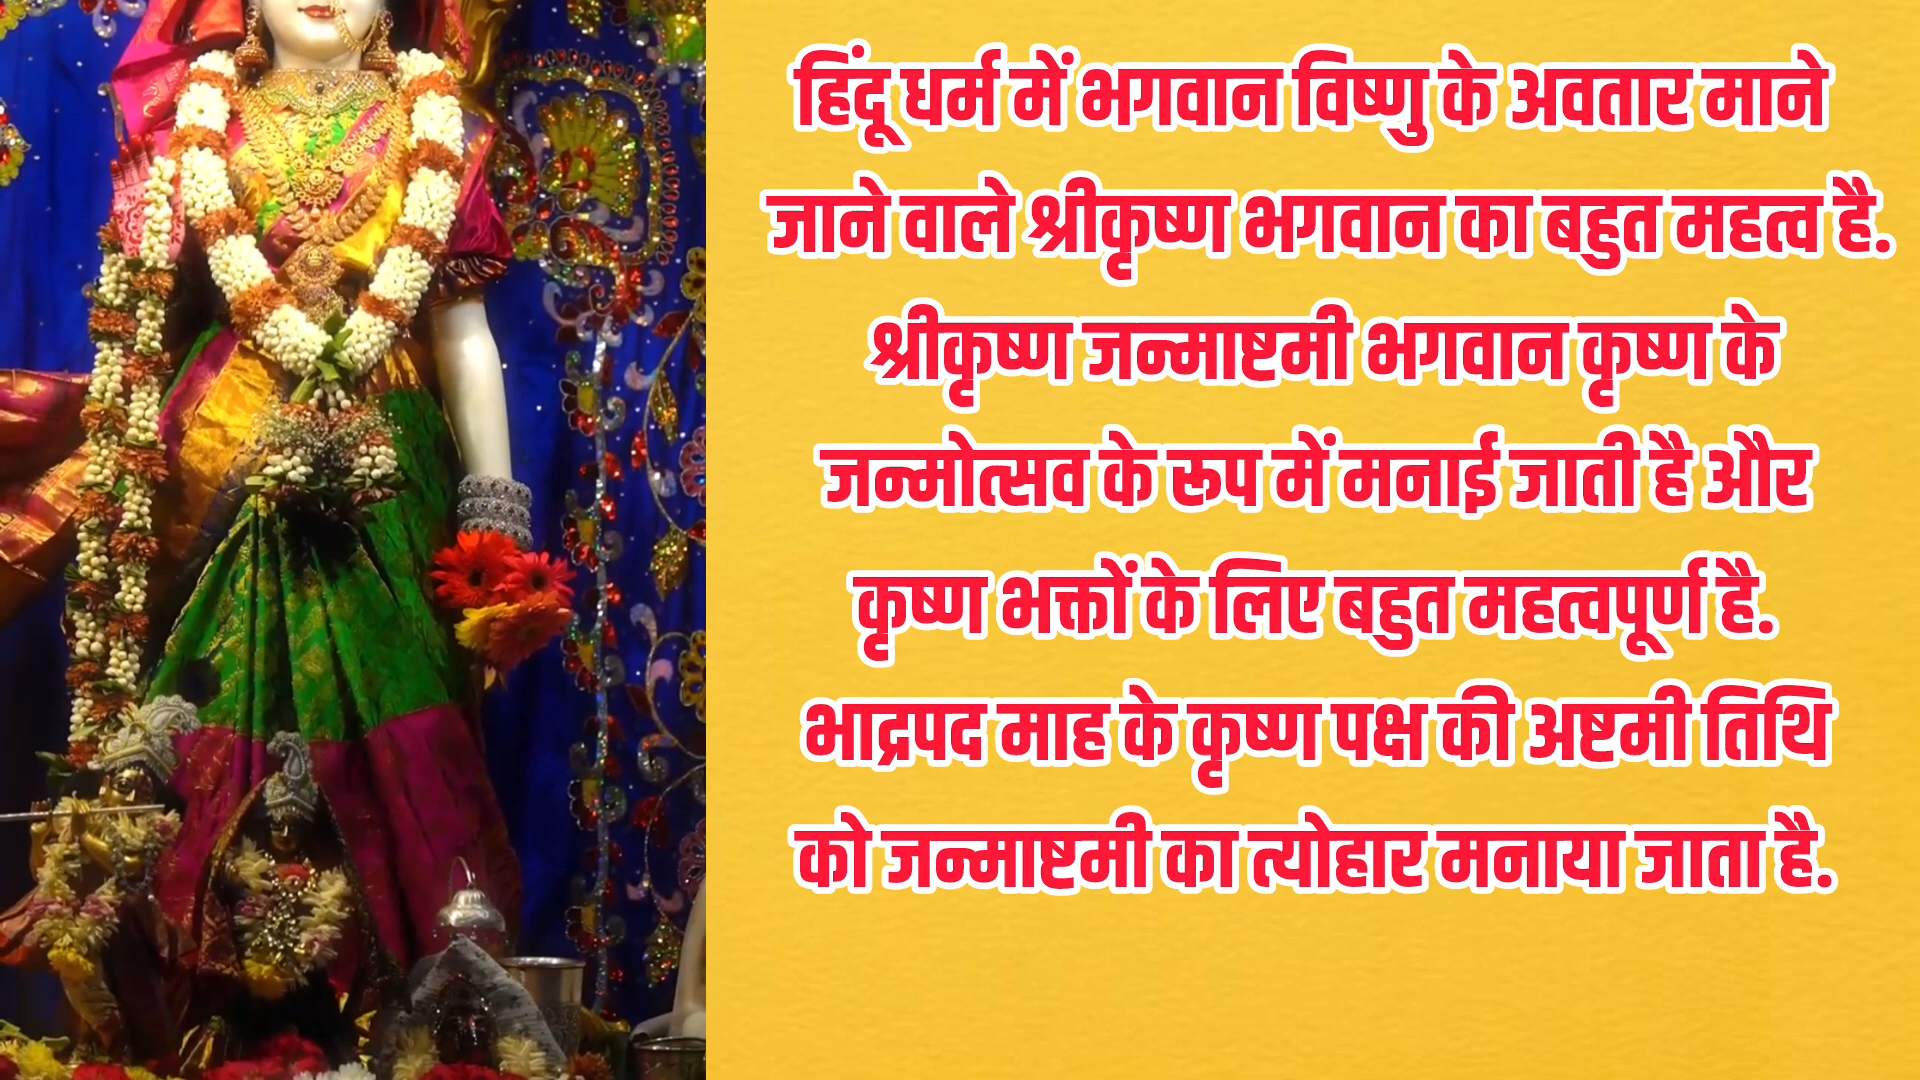 हिंदू धर्म में भगवान विष्णु के अवतार माने
जाने वाले श्रीकृष्ण भगवान का बहुत महत्व है.
श्रीकृष्ण जन्माष्टमी भगवान कृष्ण के
जन्मोत्सव के रूप में मनाई जाती है और
कृष्ण भक्तों के लिए बहुत महत्वपूर्ण है.
भाद्रपद माह के कृष्ण पक्ष की अष्टमी तिथि
को जन्माष्टमी का त्योहार मनाया जाता है.